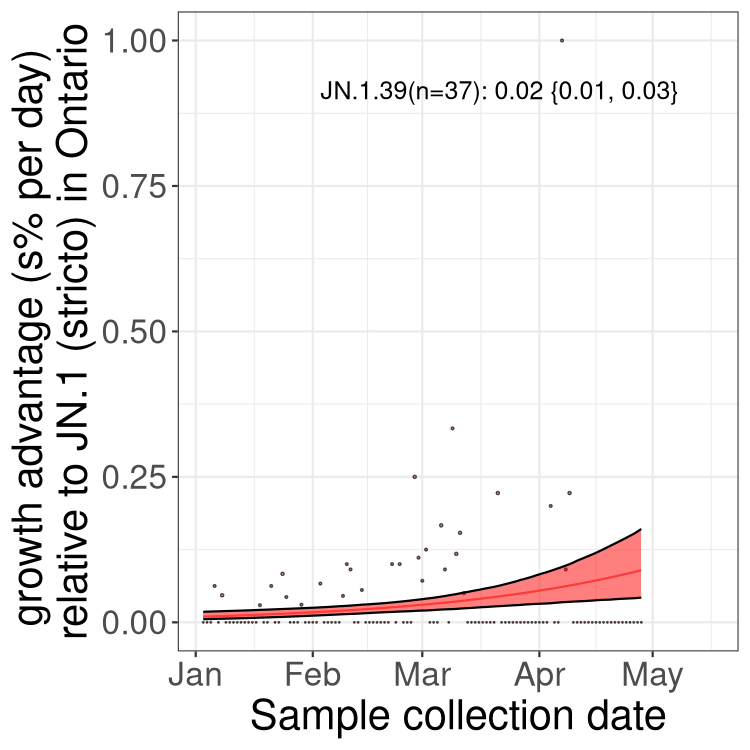 growth advantage (s% per day)
relative to JN.1 (stricto) in Ontario
1.00
0.75
0.50
0.25
0.00
JN.1.39(n=37): 0.02 {0.01, 0.03}
Jan Feb Mar Apr May
Sample collection date